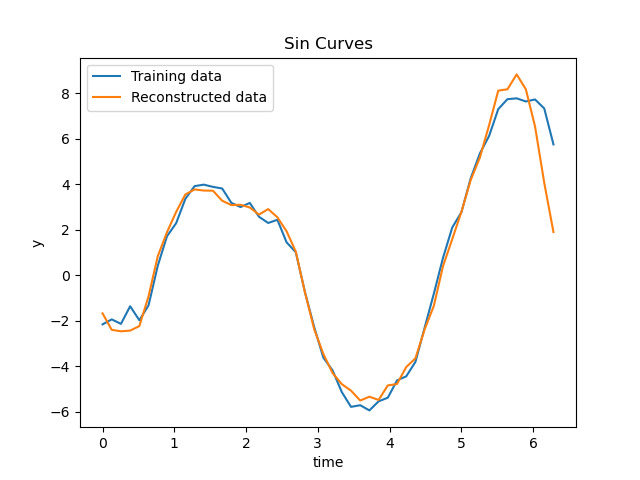 Sin Curves
Training data
Reconstructed data
8
6
4
2
0
−2
−4
−6
y
0 1 2 3 4 5 6
time